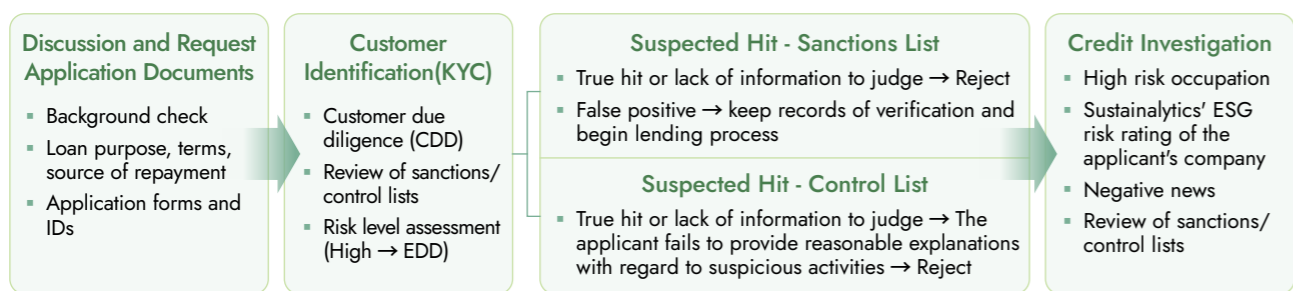 Discussion and Request
Application Documents
▪ Background check
▪ Loan purpose, terms,
source of repayment
▪ Application forms and
IDs
Customer
Identification(KYC)
▪ Customer due
diligence (CDD)
▪ Review of sanctions/
control lists
▪ Risk level assessment
(High → EDD)
Suspected Hit - Sanctions List
▪ True hit or lack of information to judge → Reject
▪ False positive → keep records of verification and
begin lending process
Suspected Hit - Control List
▪ True hit or lack of information to judge → The
applicant fails to provide reasonable explanations
with regard to suspicious activities → Reject
Credit Investigation
▪ High risk occupation
▪ Sustainalytics' ESG
risk rating of the
applicant's company
▪ Negative news
▪ Review of sanctions/
control lists